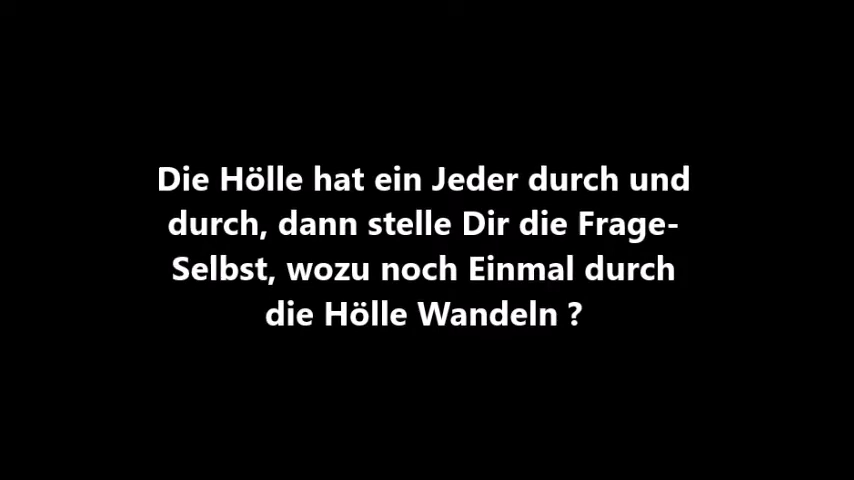 Die Hölle hat ein Jeder durch und
durch, dann stelle Dir die Frage-
Selbst, wozu noch Einmal durch
die Hölle Wandeln ?